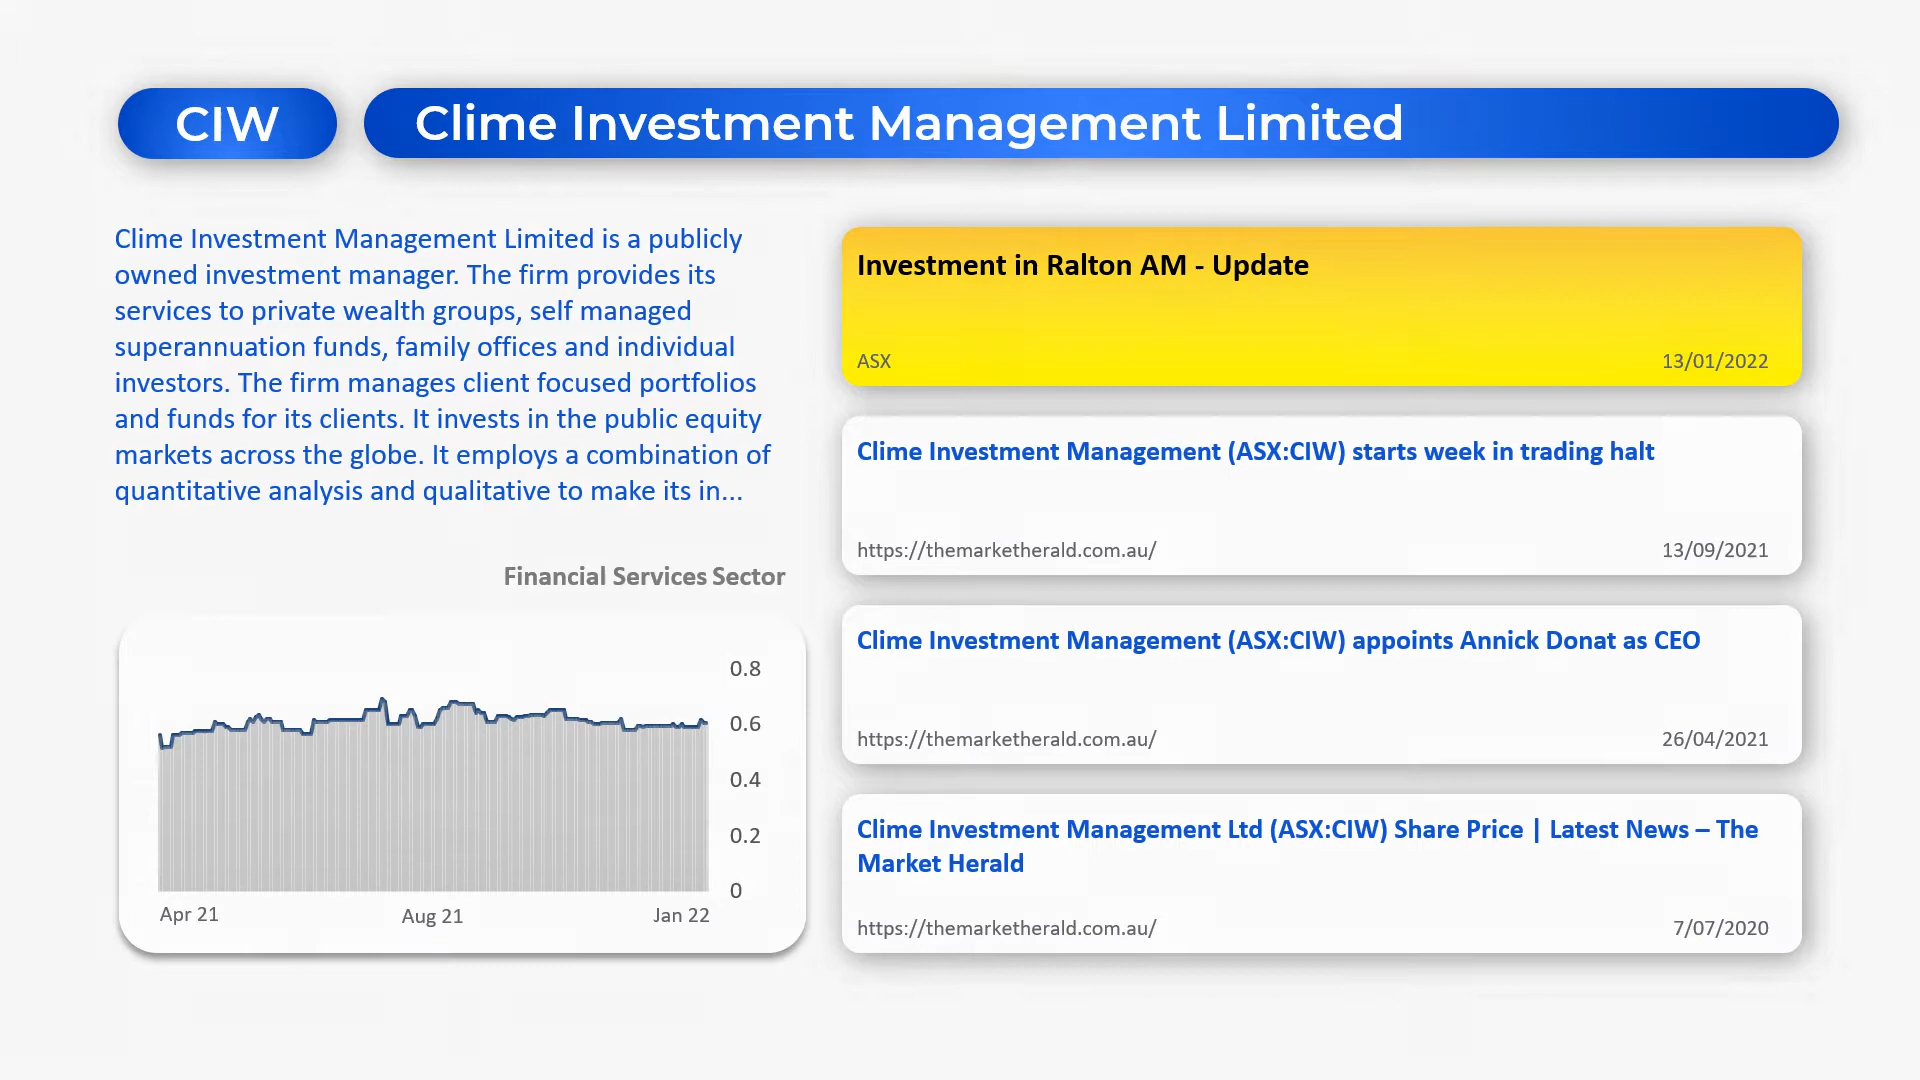 CIW
Clime Investment Management Limited
Clime Investment Management Limited is a publicly
owned investment manager. The firm provides its
services to private wealth groups, self managed
superannuation funds, family offices and individual
investors. The firm manages client focused portfolios
and funds for its clients. It invests in the public equity
markets across the globe. It employs a combination of
quantitative analysis and qualitative to make its in...
Financial Services Sector
0.8
0.6
0.4
0.2
0
Apr 21
Aug 21
Jan 22
Investment in Ralton AM - Update
ASX
13/01/2022
Clime Investment Management (ASX:CIW) starts week in trading halt
https://themarketherald.com.au/
13/09/2021
Clime Investment Management (ASX:CIW) appoints Annick Donat as CEO
https://themarketherald.com.au/
26/04/2021
Clime Investment Management Ltd (ASX:CIW) Share Price | Latest News – The
Market Herald
https://themarketherald.com.au/
7/07/2020